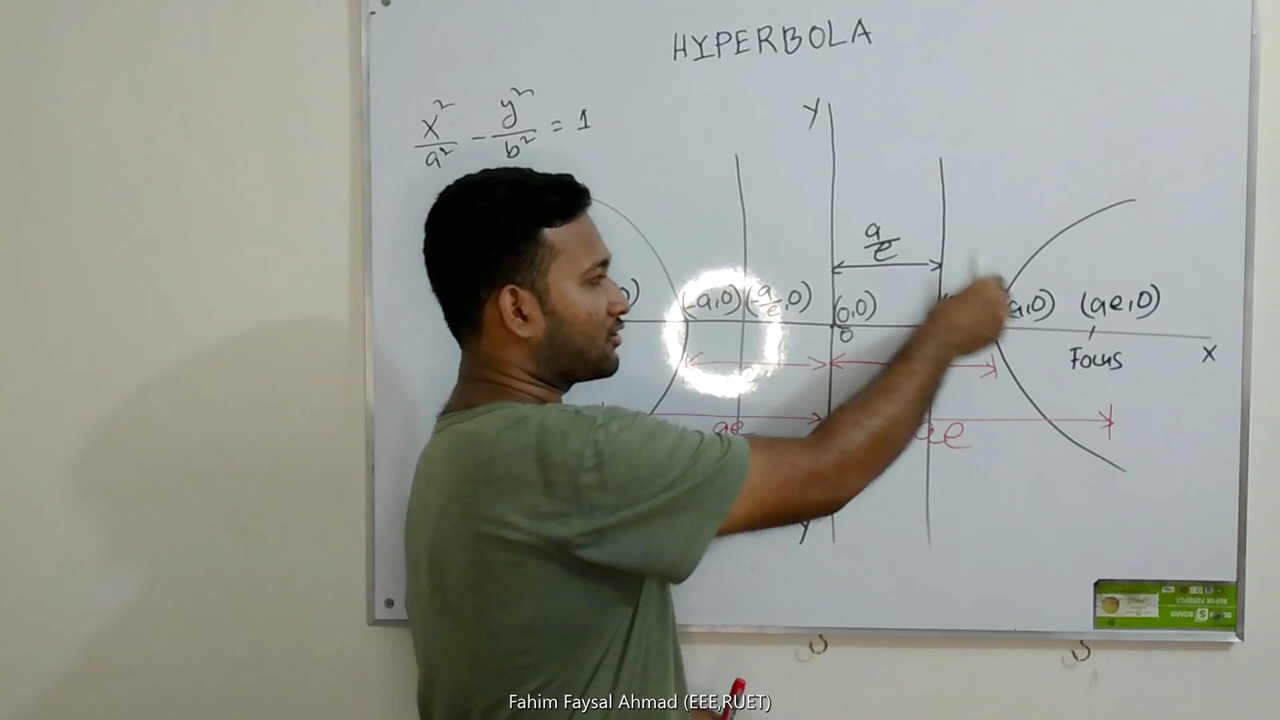 HYPERBOLA
x²/a² - y²/b² = 1
Y
a/e
(-a,0) (-a/e,0) (0,0) a,0) (ae,0)
0
Focus
X
ae ae
Y
Fahim Faysal Ahmad (EEE,RUET)